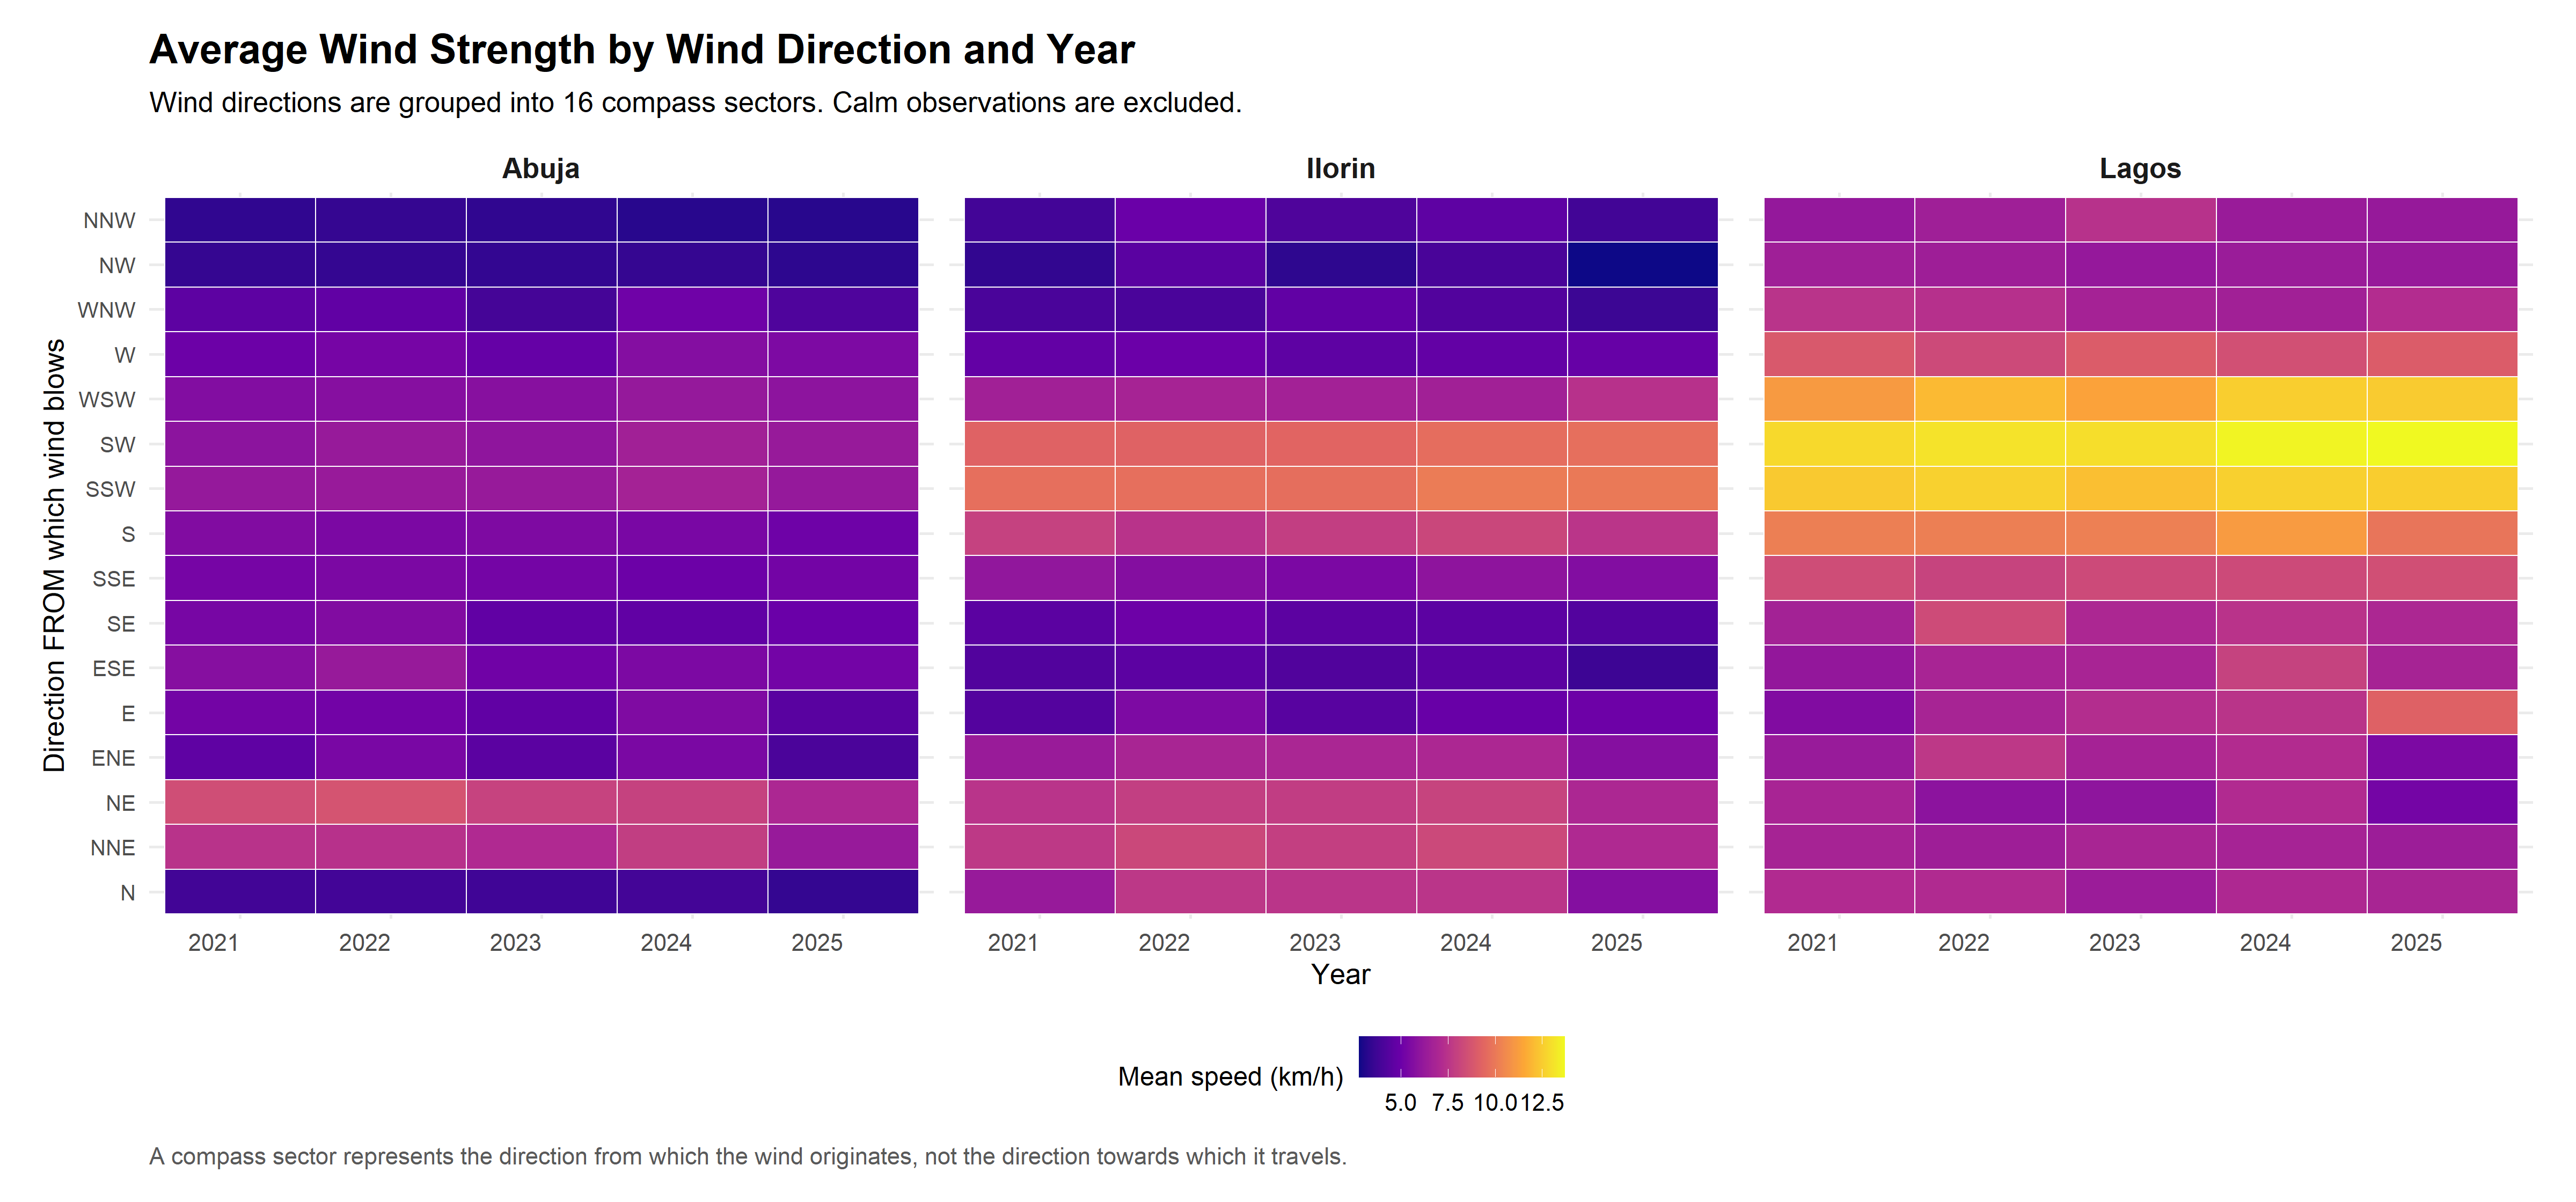 Average Wind Strength by Wind Direction and Year
Wind directions are grouped into 16 compass sectors. Calm observations are excluded.
Abuja Ilorin Lagos
Direction FROM which wind blows
NNW
NW
WNW
W
WSW
SW
SSW
S
SSE
SE
ESE
E
ENE
NE
NNE
N
2021 2022 2023 2024 2025 2021 2022 2023 2024 2025 2021 2022 2023 2024 2025
Year
Mean speed (km/h)
5.0 7.5 10.0 12.5
A compass sector represents the direction from which the wind originates, not the direction towards which it travels.